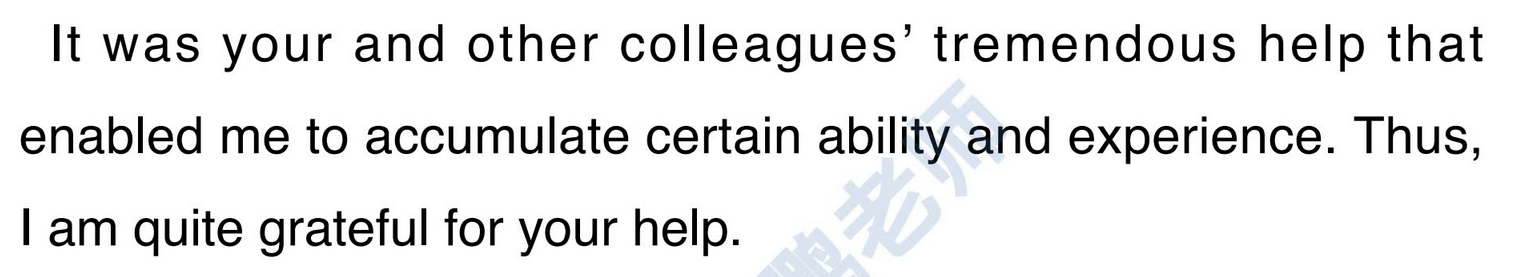 It was your and other colleagues’ tremendous help that
enabled me to accumulate certain ability and experience. Thus,
I am quite grateful for your help.
鹏老师